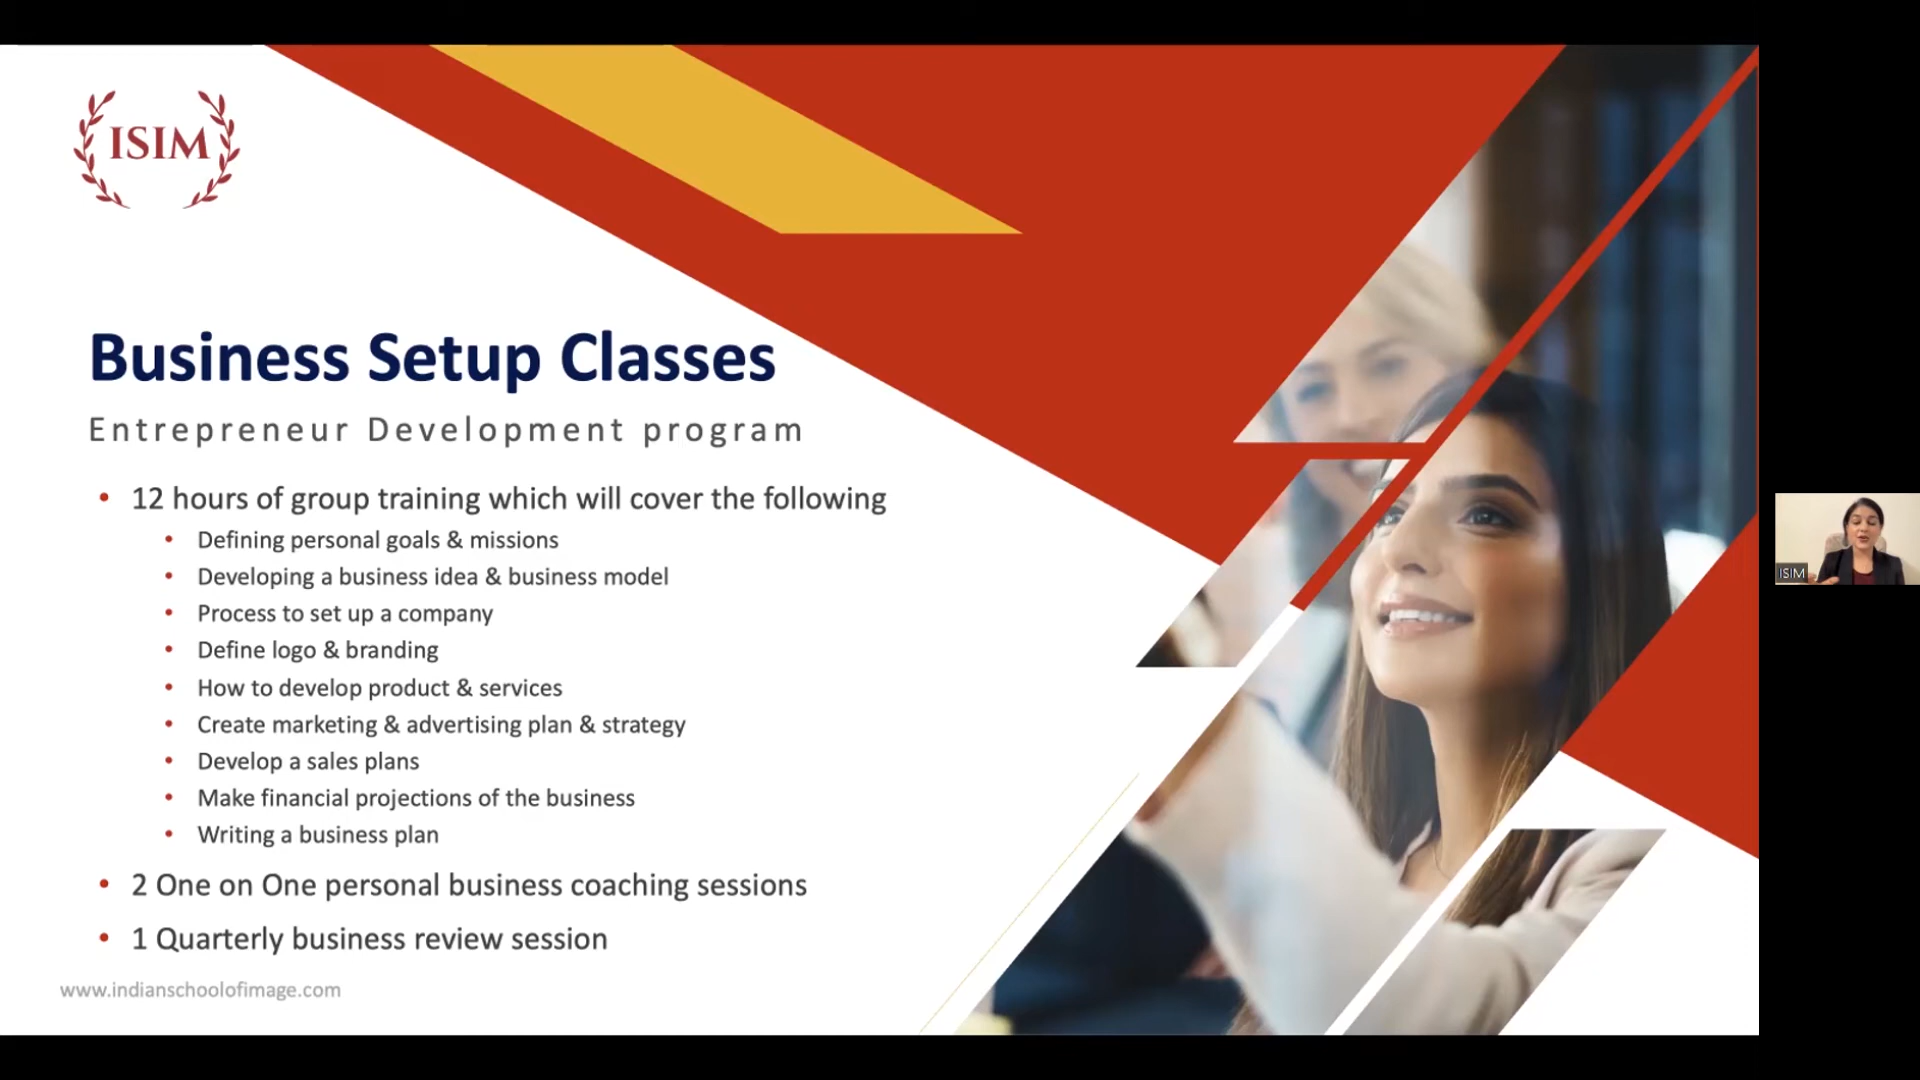 ISIM
Business Setup Classes
Entrepreneur Development program
• 12 hours of group training which will cover the following
• Defining personal goals & missions
• Developing a business idea & business model
• Process to set up a company
• Define logo & branding
• How to develop product & services
• Create marketing & advertising plan & strategy
• Develop a sales plans
• Make financial projections of the business
• Writing a business plan
• 2 One on One personal business coaching sessions
• 1 Quarterly business review session
www.indianschoolofimage.com
ISIM